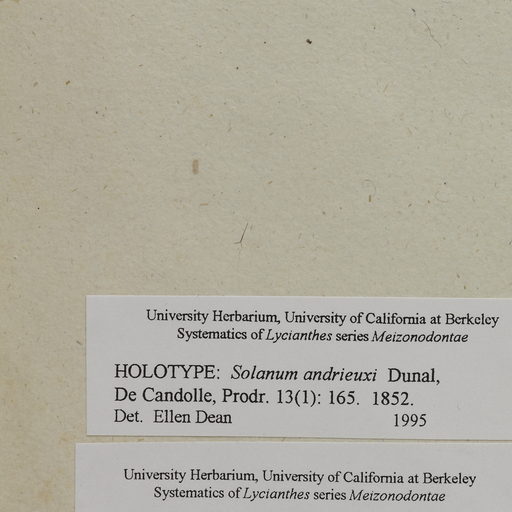 University Herbarium, University of California at Berkeley
Systematics of Lycianthes series Meizonodontae
HOLOTYPE: Solanum andrieuxi Dunal,
De Candolle, Prodr. 13(1): 165. 1852.
Det. Ellen Dean 1995
University Herbarium, University of California at Berkeley
Systematics of Lycianthes series Meizonodontae